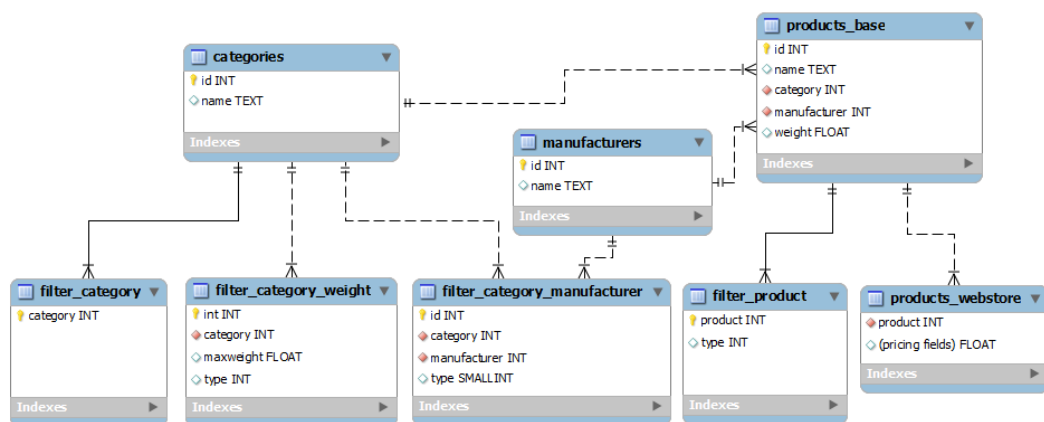 categories
id INT
name TEXT
Indexes
products_base
id INT
name TEXT
category INT
manufacturer INT
weight FLOAT
Indexes
manufacturers
id INT
name TEXT
Indexes
filter_category
category INT
Indexes
filter_category_weight
int INT
category INT
maxweight FLOAT
type INT
Indexes
filter_category_manufacturer
id INT
category INT
manufacturer INT
type SMALLINT
Indexes
filter_product
product INT
type INT
Indexes
products_webstore
product INT
(pricing fields) FLOAT
Indexes